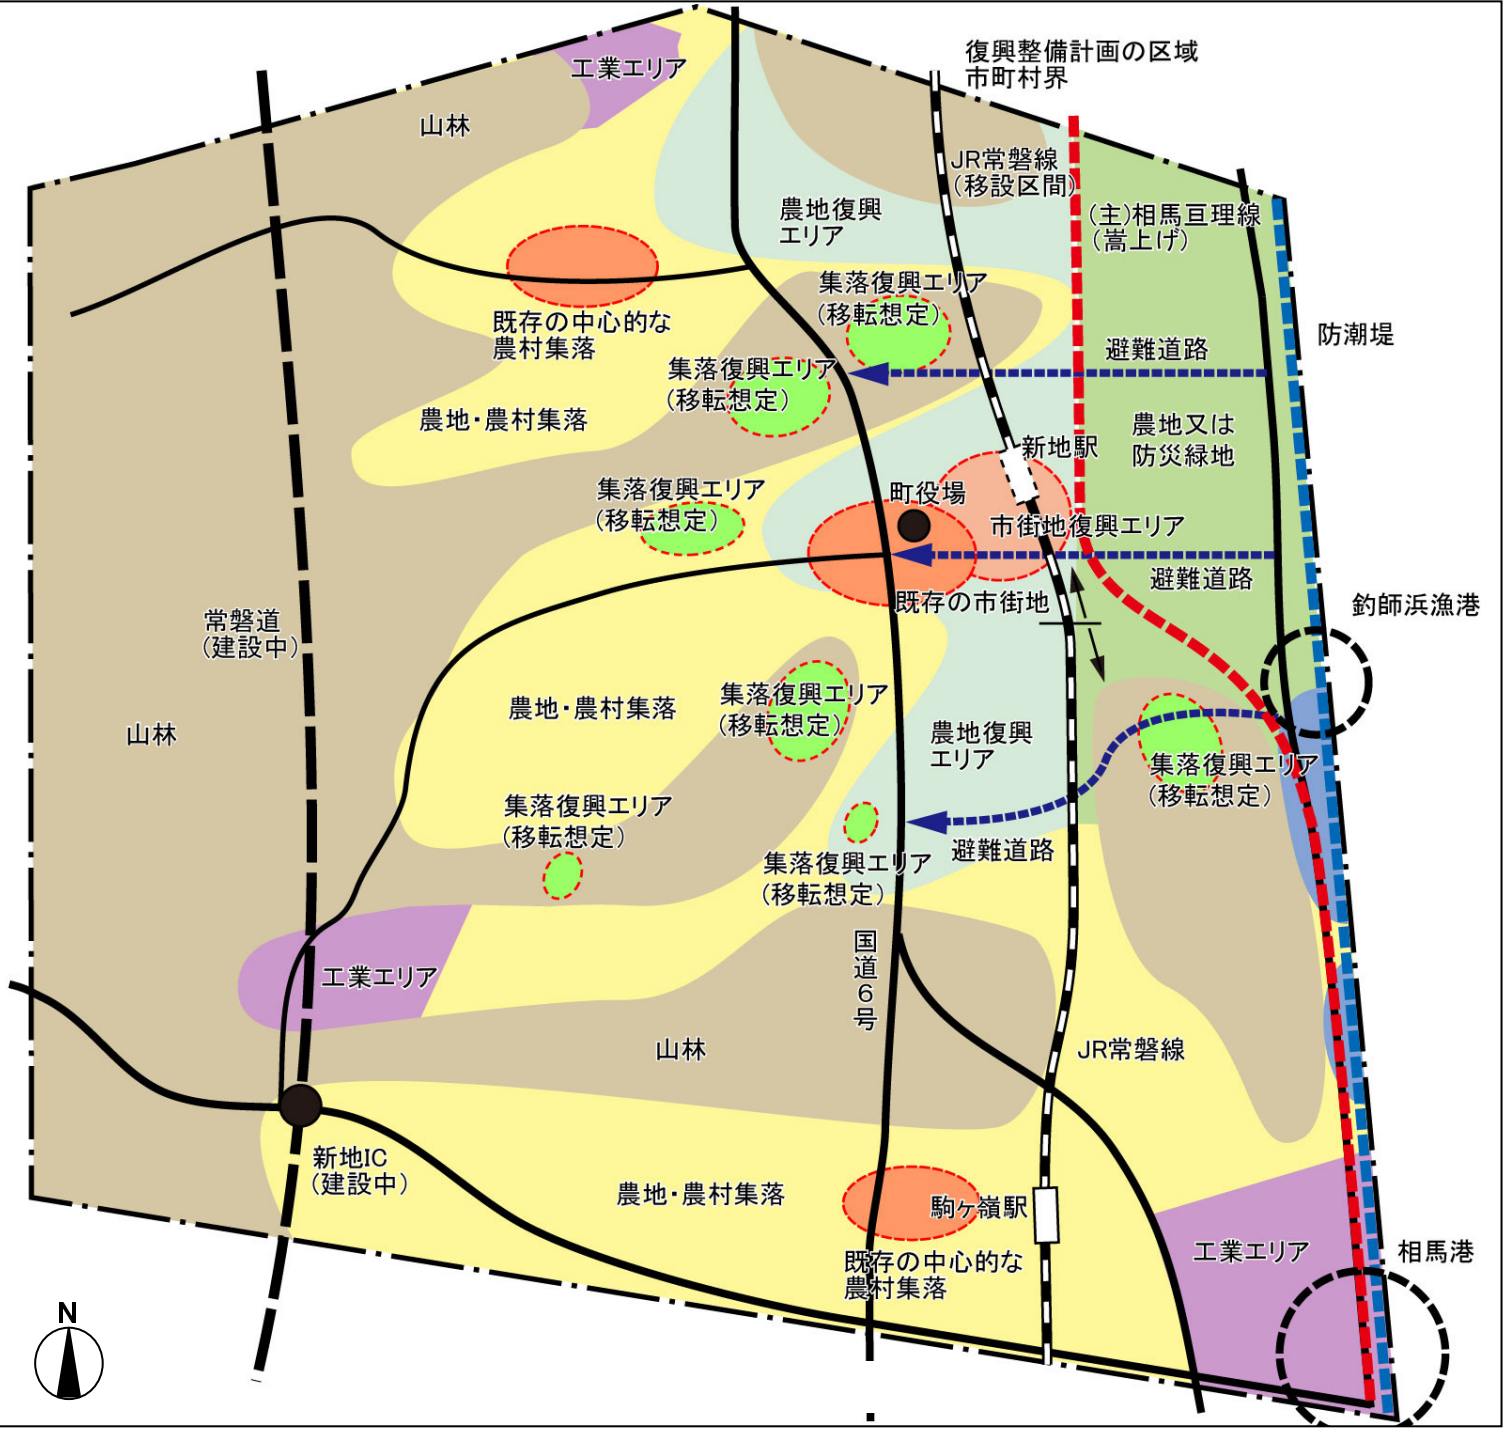 復興整備計画の区域
市町村界
工業エリア
山林
JR常磐線
(移設区間)
農地復興
エリア
(主)相馬亘理線
(嵩上げ)
集落復興エリア
(移転想定)
既存の中心的な
農村集落
防潮堤
避難道路
集落復興エリア
(移転想定)
農地・農村集落
農地又は
防災緑地
新地駅
集落復興エリア
(移転想定)
町役場
市街地復興エリア
避難道路
既存の市街地
釣師浜漁港
常磐道
(建設中)
山林
農地・農村集落
集落復興エリア
(移転想定)
農地復興
エリア
集落復興エリア
(移転想定)
集落復興エリア
(移転想定)
避難道路
集落復興エリア
(移転想定)
国道6号
工業エリア
山林
JR常磐線
新地IC
(建設中)
農地・農村集落
駒ヶ嶺駅
既存の中心的な
農村集落
工業エリア
相馬港
N